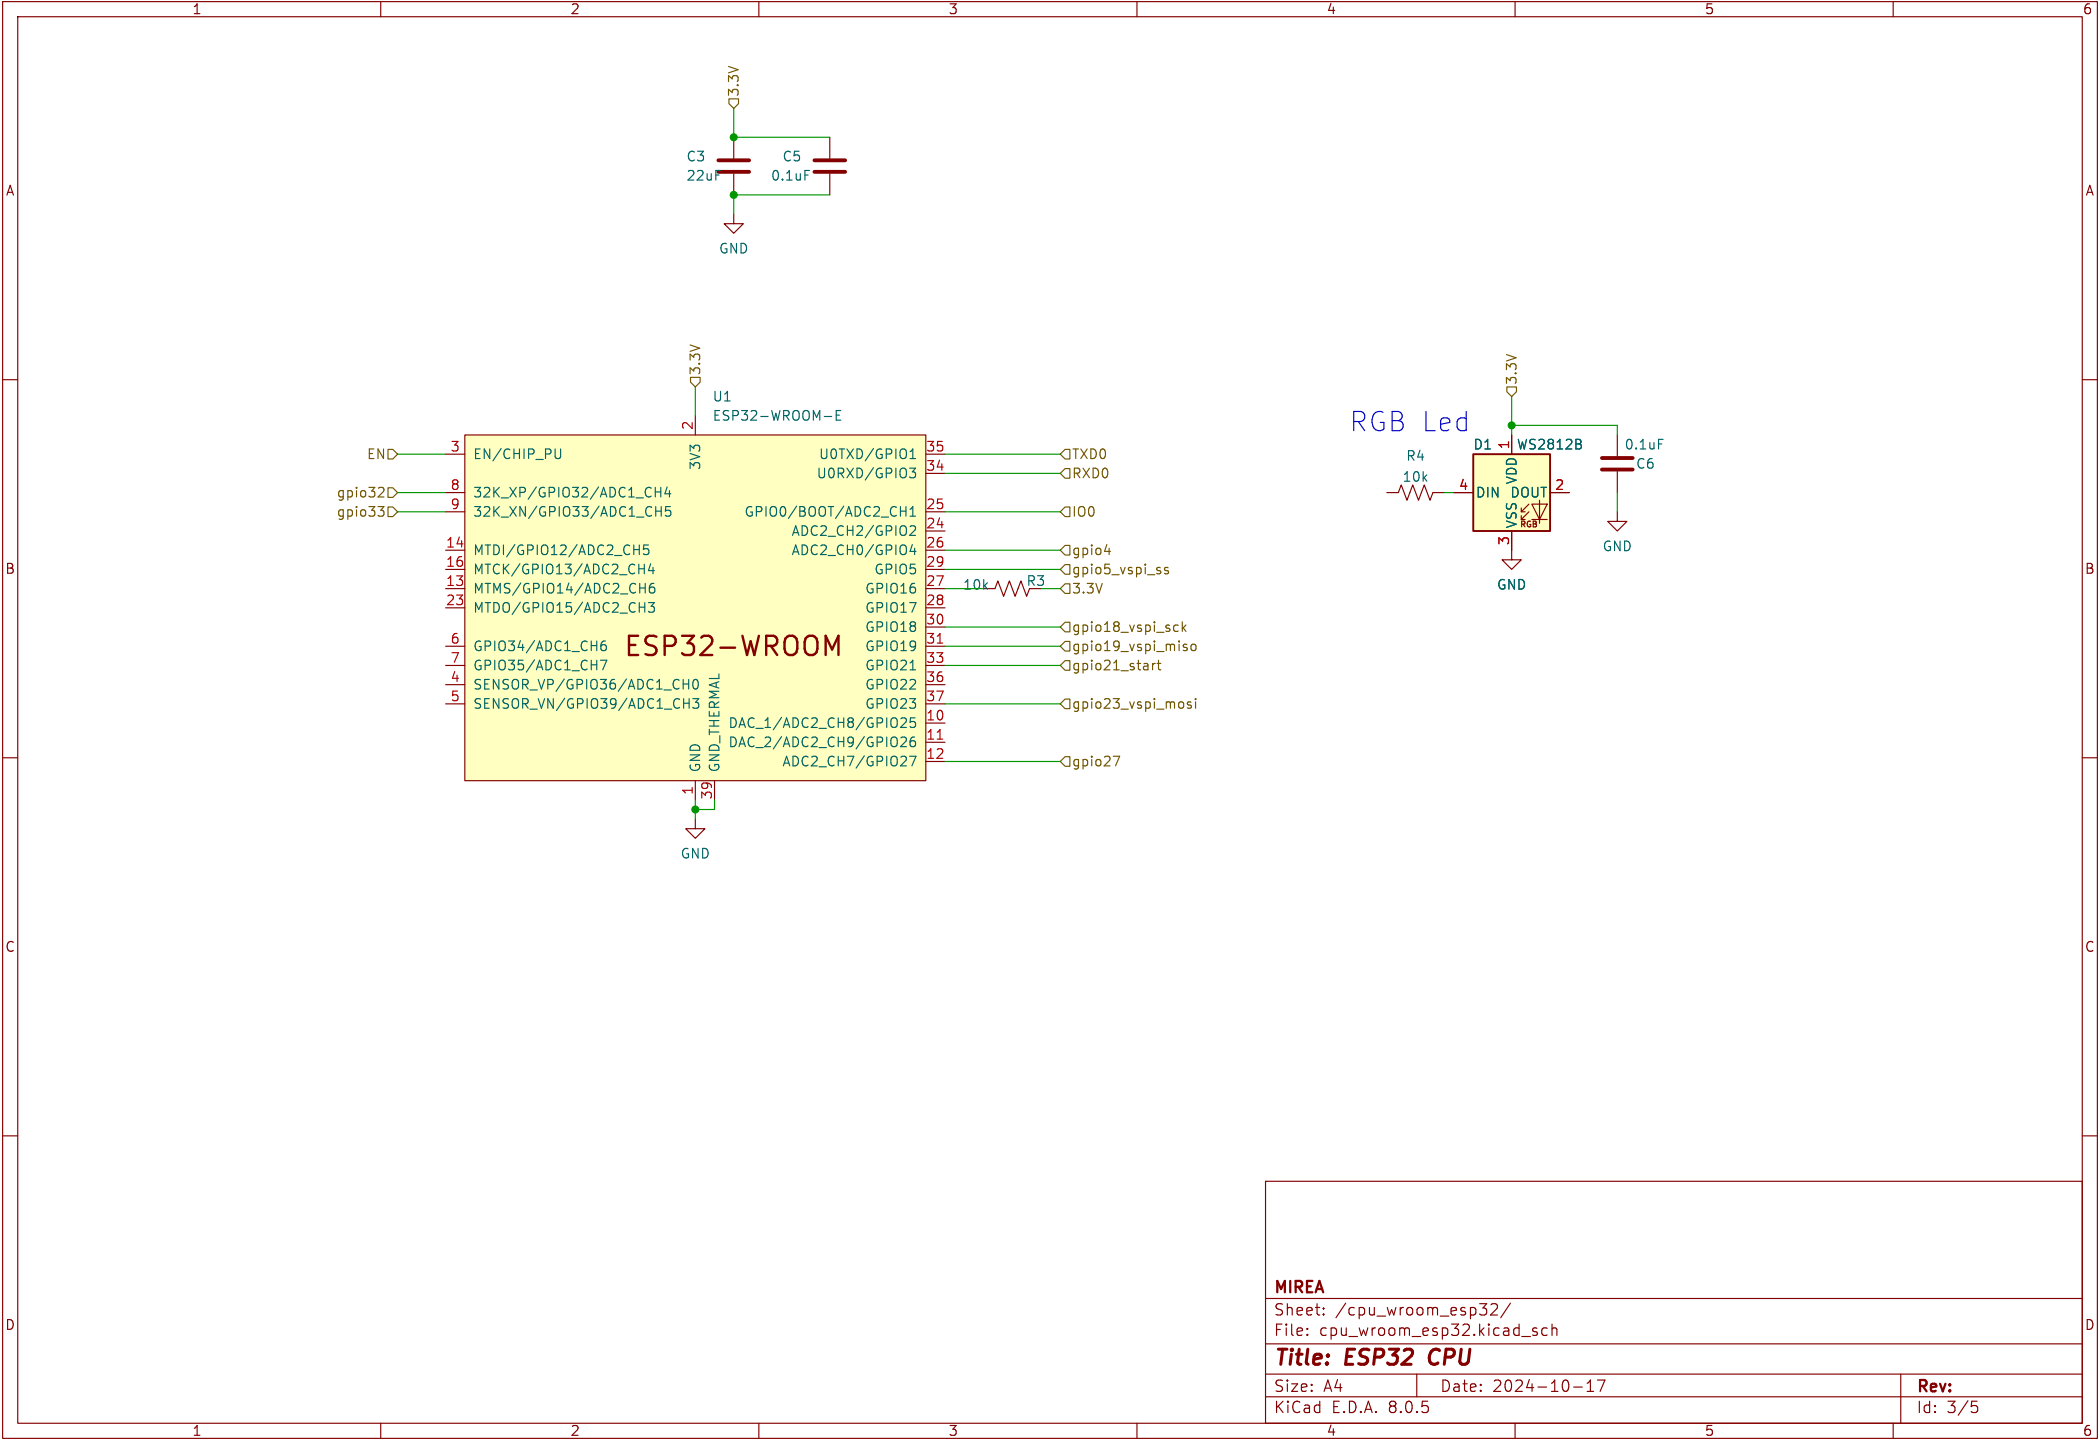 1 2 3 4 5 6
A
B
C
D
A
B
C
D
3.3V
C3
22uF
C5
0.1uF
GND
3.3V
U1
ESP32-WROOM-E
2
3V3
EN 3 EN/CHIP_PU
gpio32 8 32K_XP/GPIO32/ADC1_CH4
gpio33 9 32K_XN/GPIO33/ADC1_CH5
14 MTDI/GPIO12/ADC2_CH5
16 MTCK/GPIO13/ADC2_CH4
13 MTMS/GPIO14/ADC2_CH6
23 MTDO/GPIO15/ADC2_CH3
6 GPIO34/ADC1_CH6
7 GPIO35/ADC1_CH7
4 SENSOR_VP/GPIO36/ADC1_CH0
5 SENSOR_VN/GPIO39/ADC1_CH3
ESP32-WROOM
U0TXD/GPIO1 35 TXD0
U0RXD/GPIO3 34 RXD0
GPIO0/BOOT/ADC2_CH1 25 IO0
ADC2_CH2/GPIO2 24
ADC2_CH0/GPIO4 26 gpio4
GPIO5 29 gpio5_vspi_ss
GPIO16 27 10k R3 3.3V
GPIO17 28
GPIO18 30 gpio18_vspi_sck
GPIO19 31 gpio19_vspi_miso
GPIO21 33 gpio21_start
GPIO22 36
GPIO23 37 gpio23_vspi_mosi
DAC_1/ADC2_CH8/GPIO25 10
DAC_2/ADC2_CH9/GPIO26 11
ADC2_CH7/GPIO27 12 gpio27
GND
GND_THERMAL
1
39
GND
RGB Led
3.3V
D1 WS2812B
1
VDD
R4
10k
4 DIN DOUT 2
VSS
RGB
3
GND
0.1uF
C6
GND
MIREA
Sheet: /cpu_wroom_esp32/
File: cpu_wroom_esp32.kicad_sch
Title: ESP32 CPU
Size: A4 Date: 2024-10-17 Rev:
KiCad E.D.A. 8.0.5 Id: 3/5
1 2 3 4 5 6